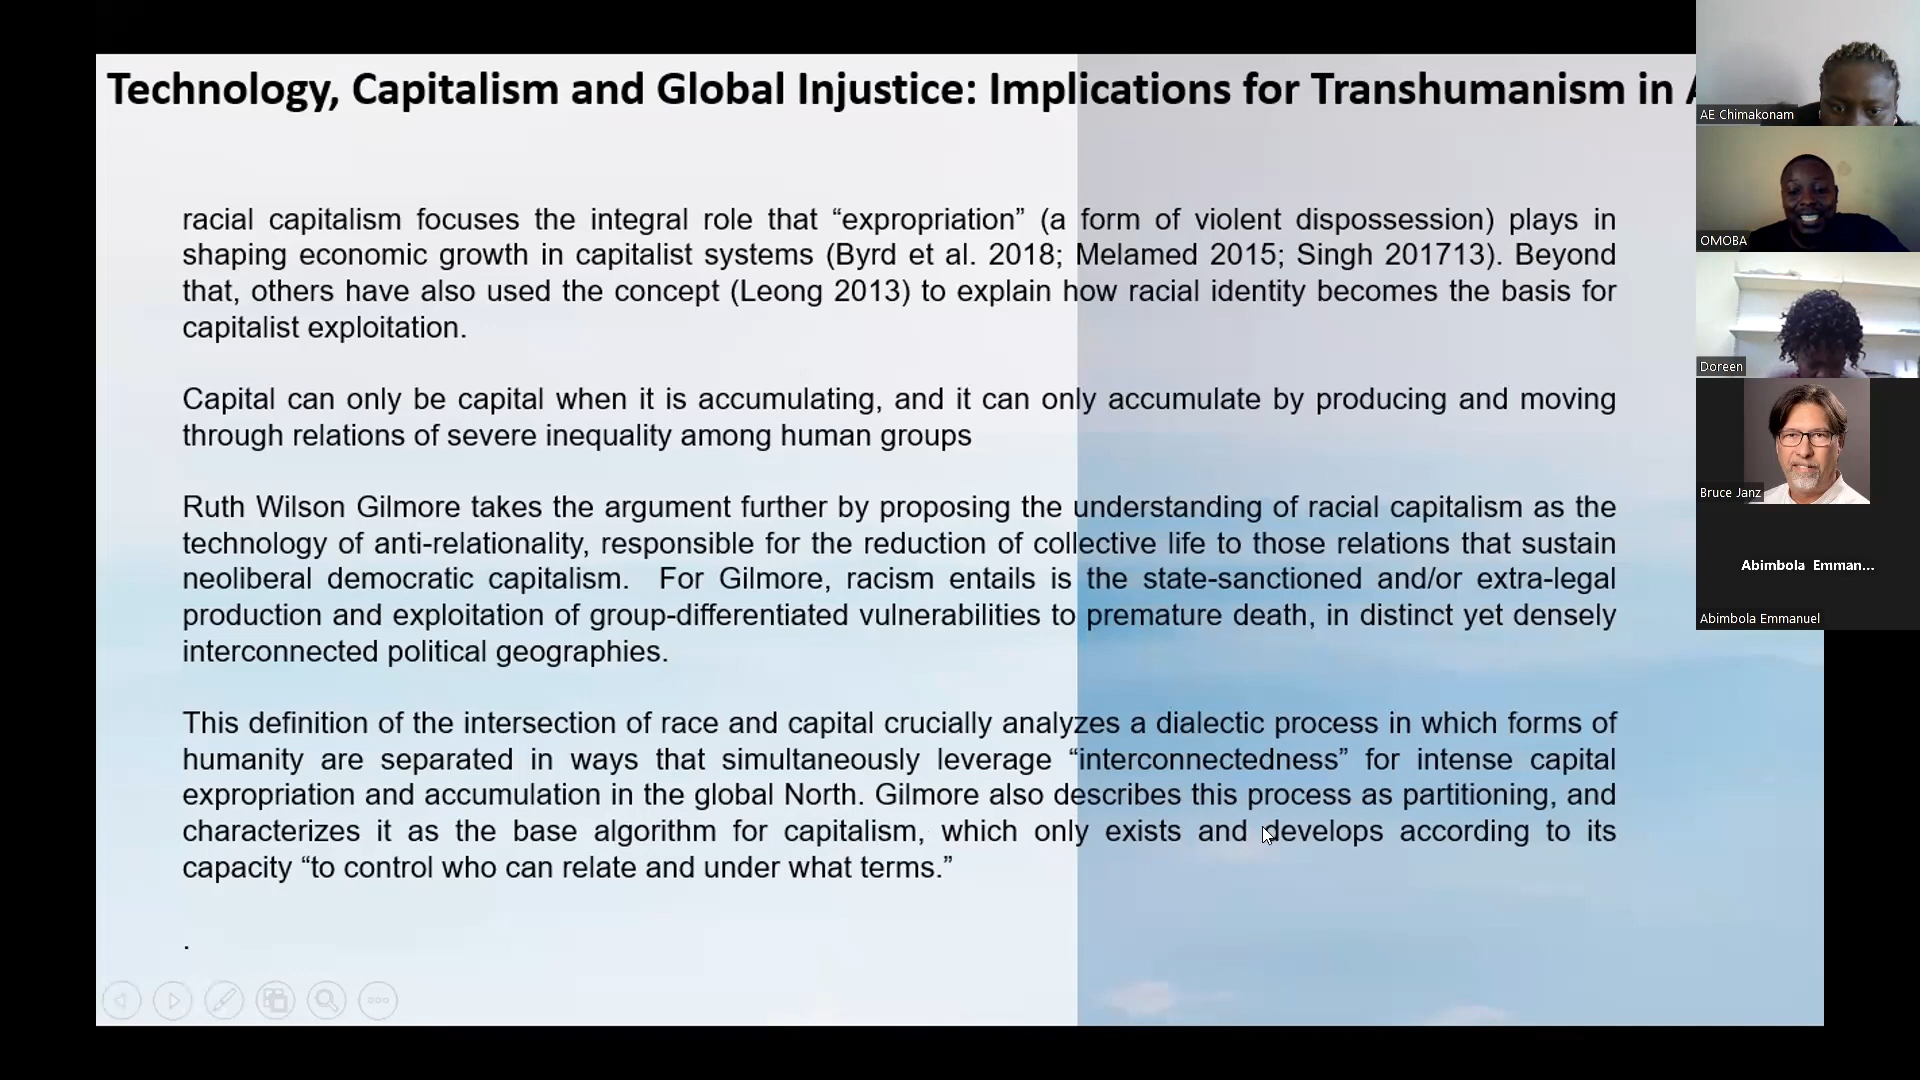 Technology, Capitalism and Global Injustice: Implications for Transhumanism in
racial capitalism focuses the integral role that “expropriation” (a form of violent dispossession) plays in
shaping economic growth in capitalist systems (Byrd et al. 2018; Melamed 2015; Singh 201713). Beyond
that, others have also used the concept (Leong 2013) to explain how racial identity becomes the basis for
capitalist exploitation.
Capital can only be capital when it is accumulating, and it can only accumulate by producing and moving
through relations of severe inequality among human groups
Ruth Wilson Gilmore takes the argument further by proposing the understanding of racial capitalism as the
technology of anti-relationality, responsible for the reduction of collective life to those relations that sustain
neoliberal democratic capitalism. For Gilmore, racism entails is the state-sanctioned and/or extra-legal
production and exploitation of group-differentiated vulnerabilities to premature death, in distinct yet densely
interconnected political geographies.
This definition of the intersection of race and capital crucially analyzes a dialectic process in which forms of
humanity are separated in ways that simultaneously leverage “interconnectedness” for intense capital
expropriation and accumulation in the global North. Gilmore also describes this process as partitioning, and
characterizes it as the base algorithm for capitalism, which only exists and develops according to its
capacity “to control who can relate and under what terms.”
.
AE Chimakonam
OMOBA
Doreen
Bruce Janz
Abimbola Emman...
Abimbola Emmanuel